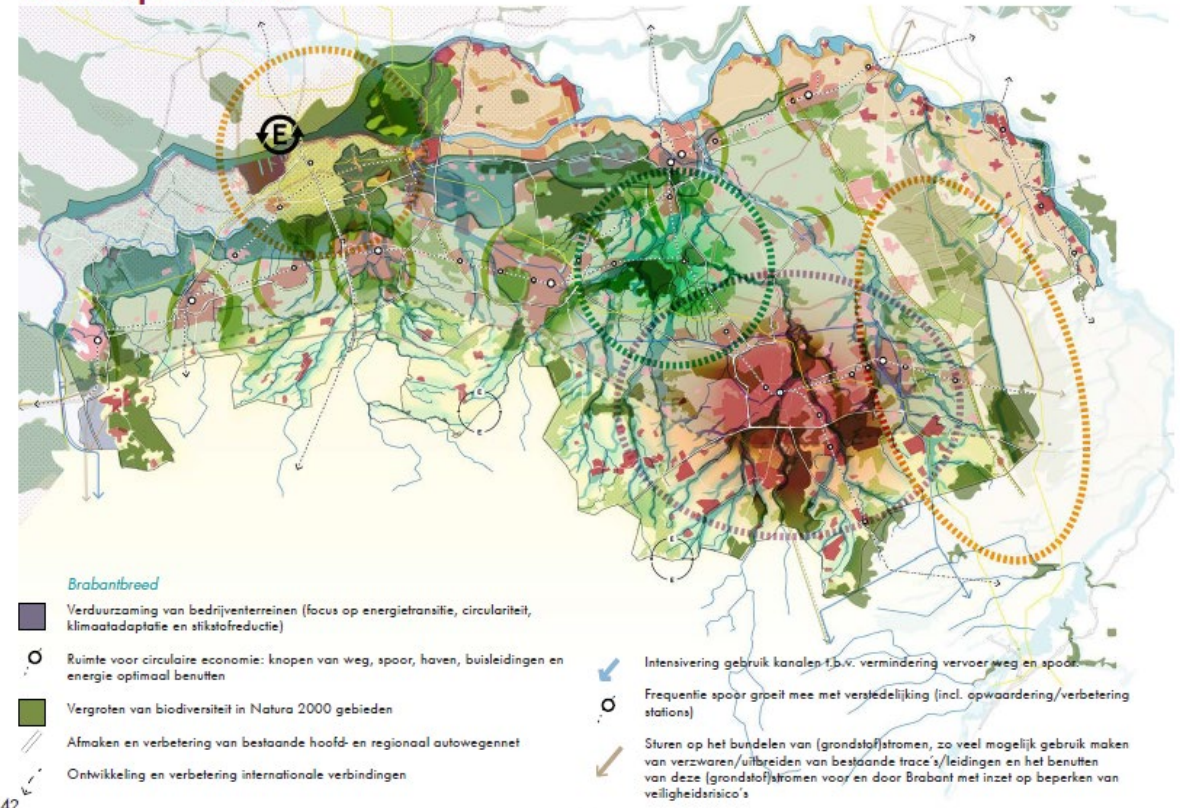 E
E
E
E
E
Brabantbreed
Verduurzaming van bedrijventerreinen (focus op energietransitie, circulariteit,
klimaatadaptatie en stikstofreductie)
Ruimte voor circulaire economie: knopen van weg, spoor, haven, buisleidingen en
energie optimaal benutten
Vergroten van biodiversiteit in Natura 2000 gebieden
Afmaken en verbetering van bestaande hoofd- en regionaal autowegennet
Ontwikkeling en verbetering internationale verbindingen
Intensivering gebruik kanalen t.b.v. vermindering vervoer weg en spoor.
Frequentie spoor groeit mee met verstedelijking (incl. opwaardering/verbetering
stations)
Sturen op het bundelen van (grondstof)stromen, zo veel mogelijk gebruik maken
van verzwaren/uitbreiden van bestaande trace's/leidingen en het benutten
van deze (grondstof)stromen voor en door Brabant met inzet op beperken van
veiligheidsrisico's
42